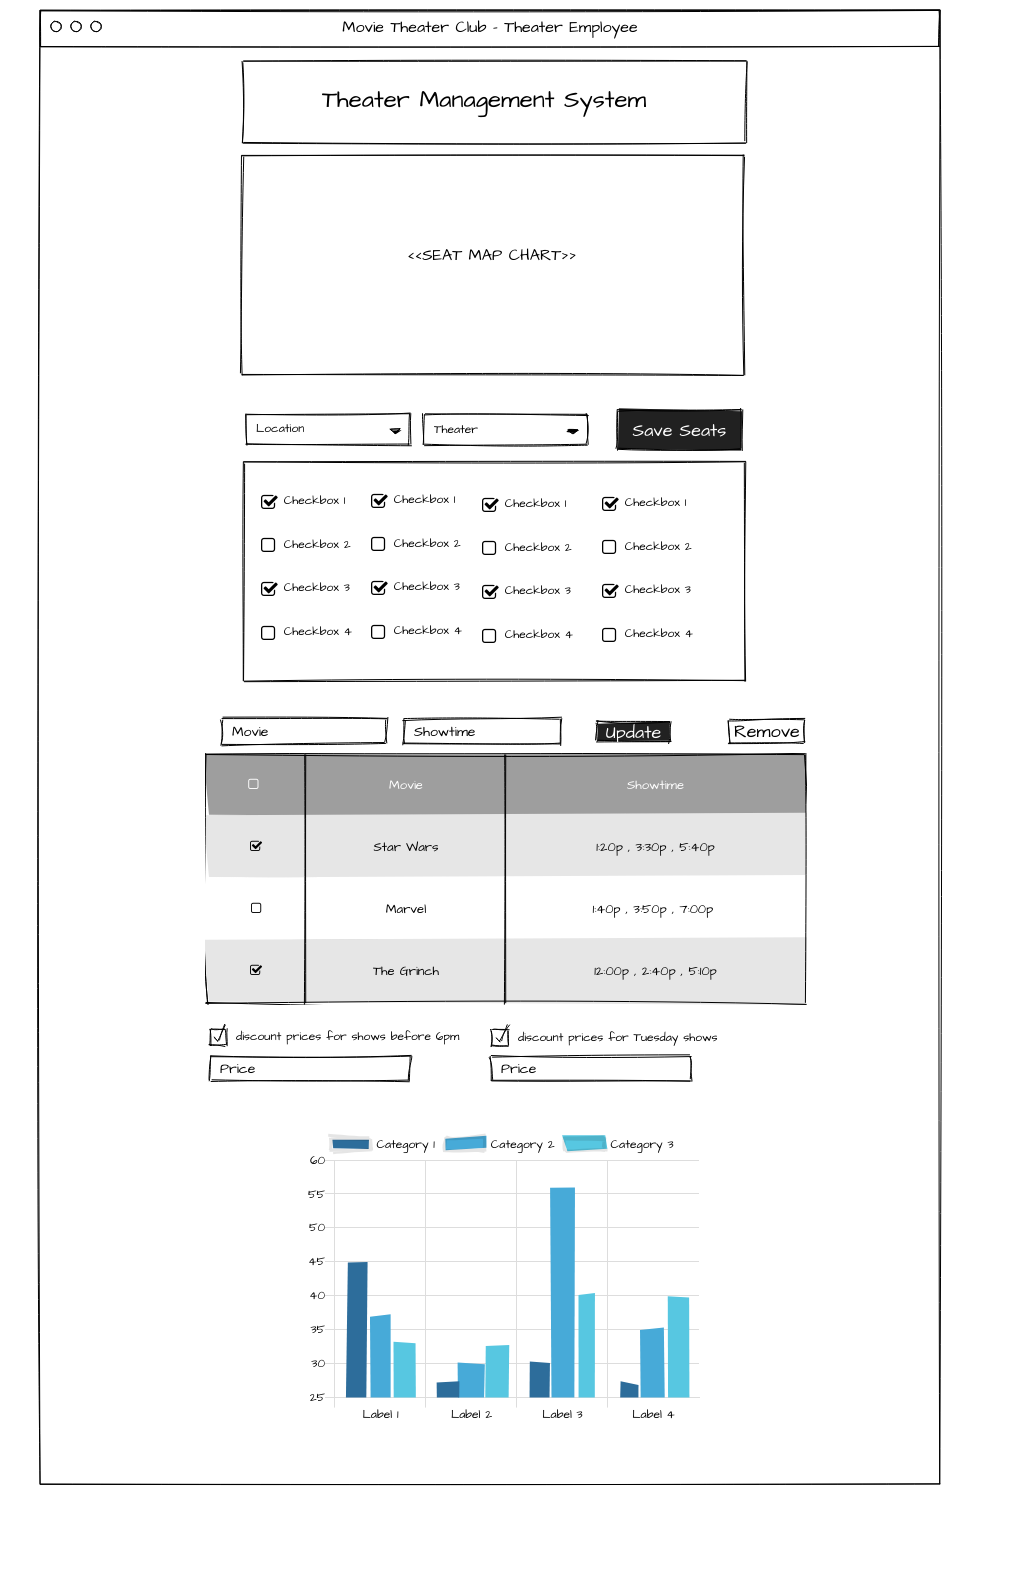 Movie Theater Club - Theater Employee
Theater Management System
<<SEAT MAP CHART>>
Location Theater Save Seats
Checkbox 1 Checkbox 1 Checkbox 1 Checkbox 1
Checkbox 2 Checkbox 2 Checkbox 2 Checkbox 2
Checkbox 3 Checkbox 3 Checkbox 3 Checkbox 3
Checkbox 4 Checkbox 4 Checkbox 4 Checkbox 4
Movie Showtime Update Remove
Movie Showtime
Star Wars 1:20p , 3:30p , 5:40p
Marvel 1:40p , 3:50p , 7:00p
The Grinch 12:00p , 2:40p , 5:10p
discount prices for shows before 6pm discount prices for Tuesday shows
Price Price
Category 1 Category 2 Category 3
60
55
50
45
40
35
30
25
Label 1 Label 2 Label 3 Label 4